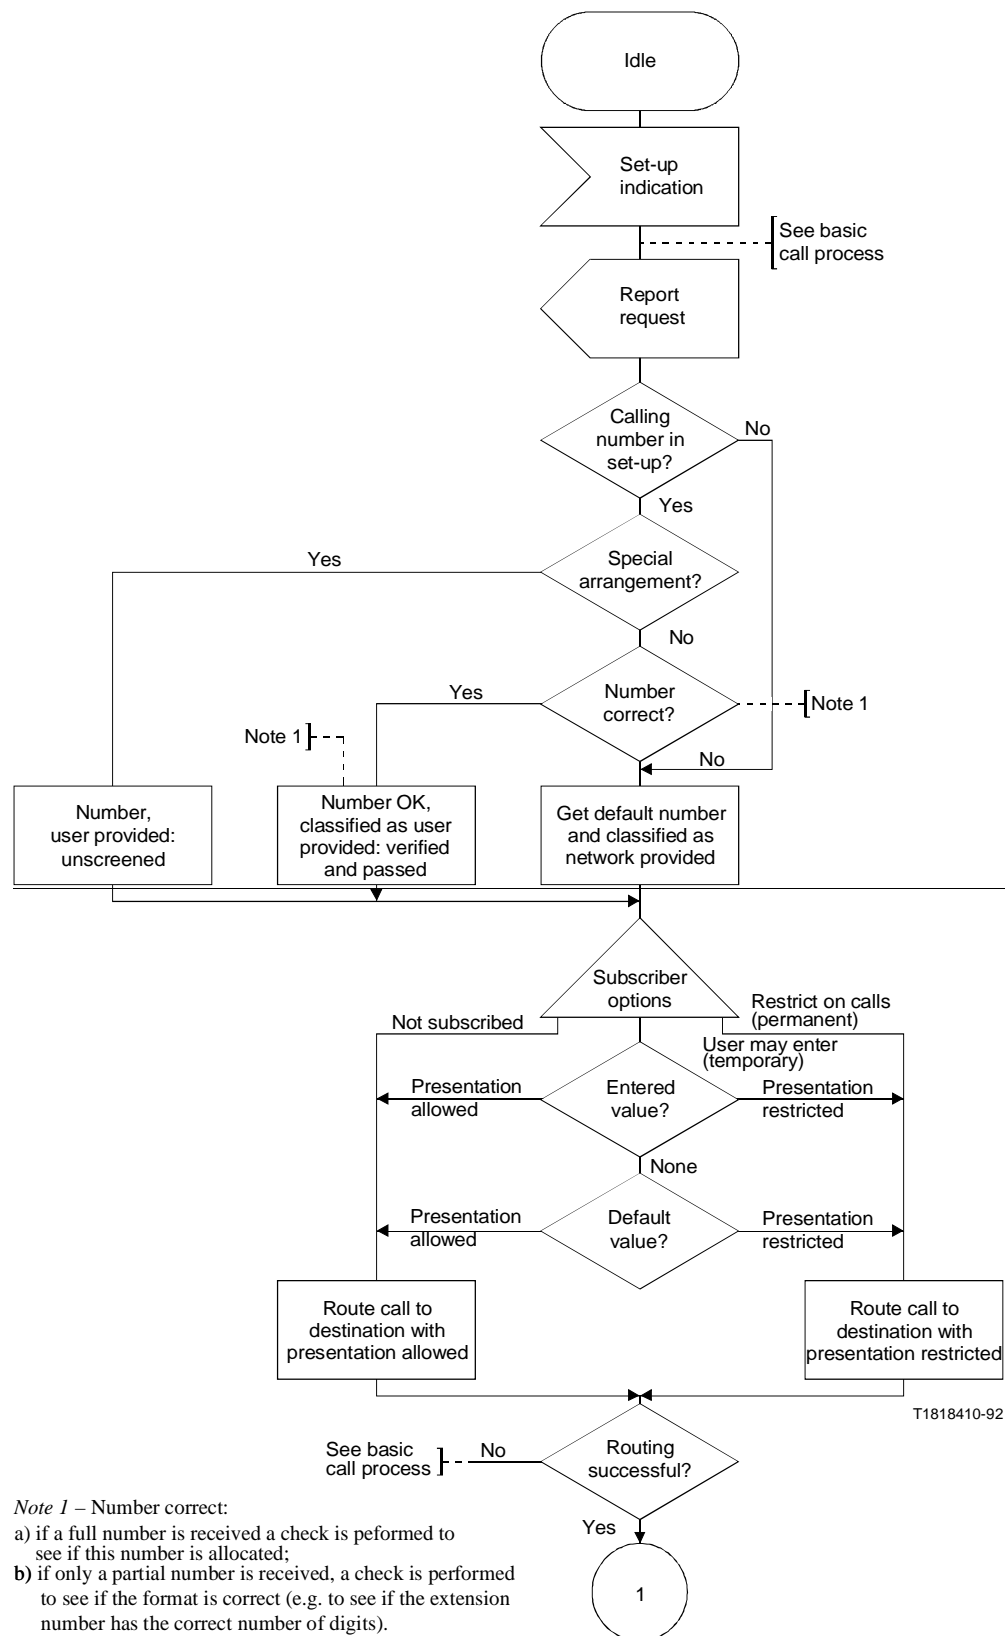 Idle
Set-up
indication
See basic
call process
Report
request
Calling
number in
set-up?
No
Yes
Special
arrangement?
Yes
No
Number
correct?
Yes
Note 1
Note 1
No
Number,
user provided:
unscreened
Number OK,
classified as user
provided: verified
and passed
Get default number
and classified as
network provided
Subscriber
options
Not subscribed
Restrict on calls
(permanent)
User may enter
(temporary)
Presentation
allowed
Entered
value?
Presentation
restricted
None
Presentation
allowed
Default
value?
Presentation
restricted
Route call to
destination with
presentation allowed
Route call to
destination with
presentation restricted
T1818410-92
See basic
call process
No
Routing
successful?
Yes
1
Note 1 – Number correct:
a) if a full number is received a check is peformed to
see if this number is allocated;
b) if only a partial number is received, a check is performed
to see if the format is correct (e.g. to see if the extension
number has the correct number of digits).